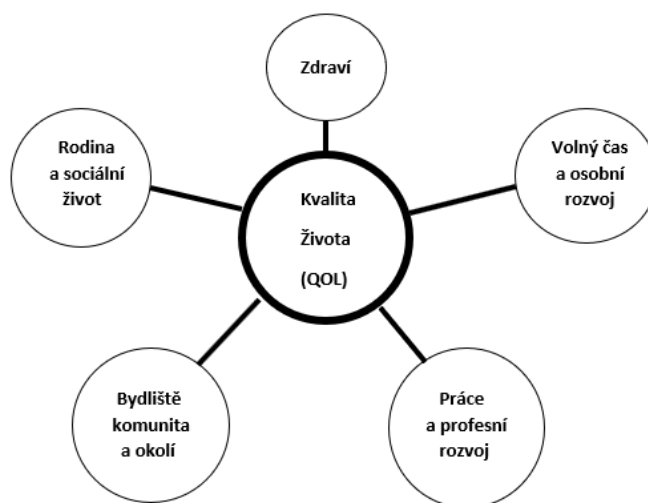 Zdraví
Rodina
a sociální
život
Volný čas
a osobní
rozvoj
Kvalita
Života
(QOL)
Bydliště
komunita
a okolí
Práce
a profesní
rozvoj